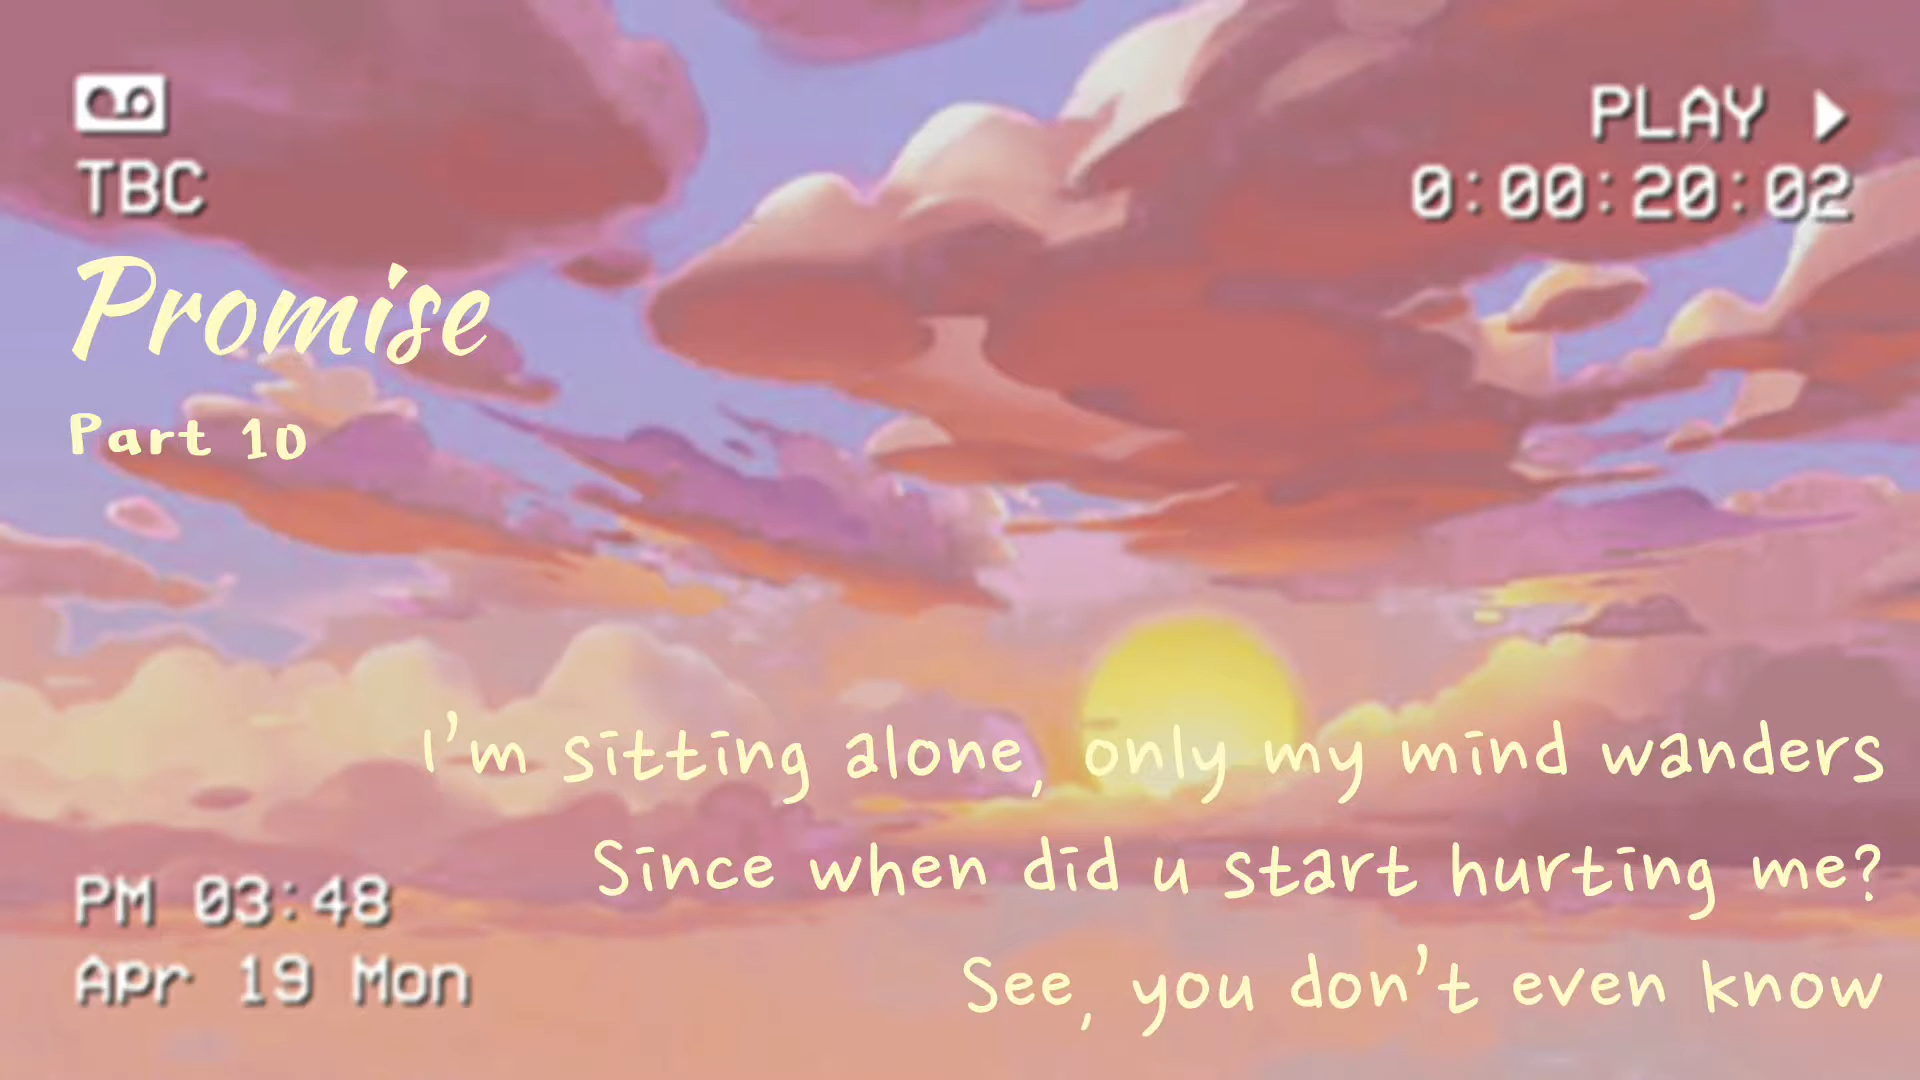 TBC
PLAY
0:00:20:02
Promise
Part 10
I'm sitting alone, only my mind wanders
Since when did u start hurting me?
See, you don't even know
PM 03:48
Apr 19 Mon